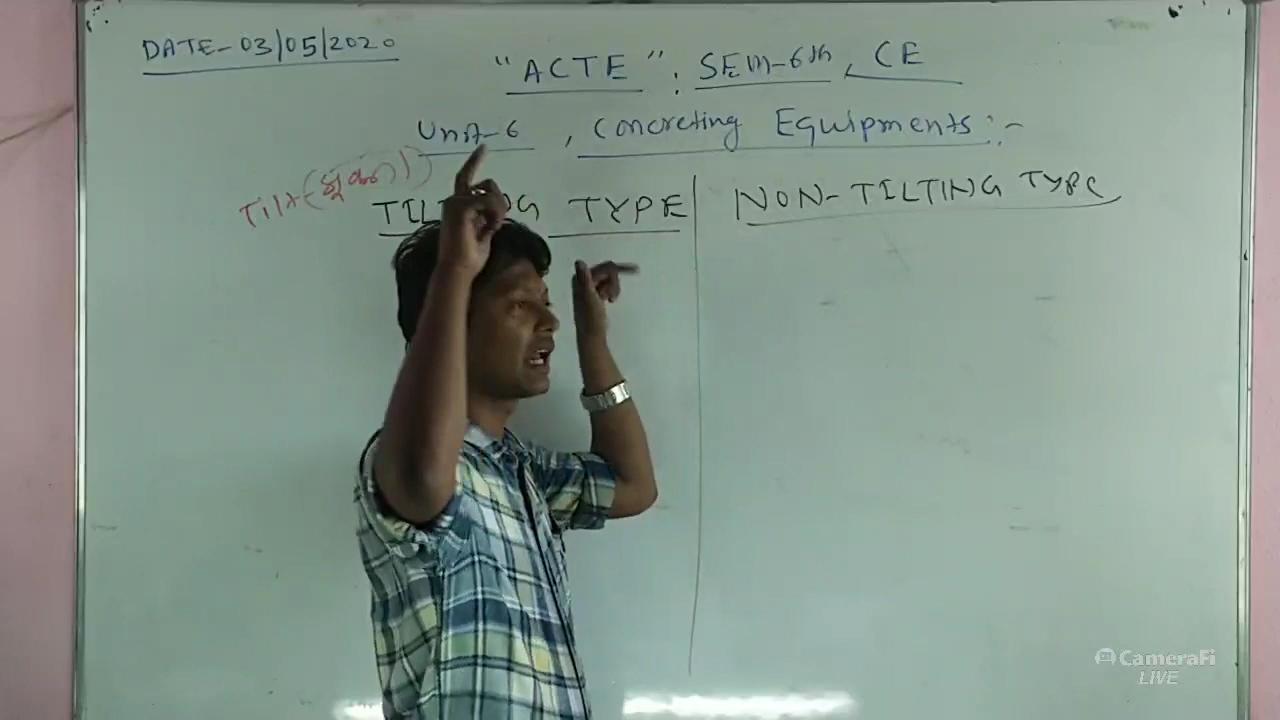 DATE-03/05/2020
"ACTE". SEM-6th, CE
Unit-6, Concreting Equipments:-
Tilt
TILTING TYPE
NON-TILTING TYPE
CameraFi
LIVE